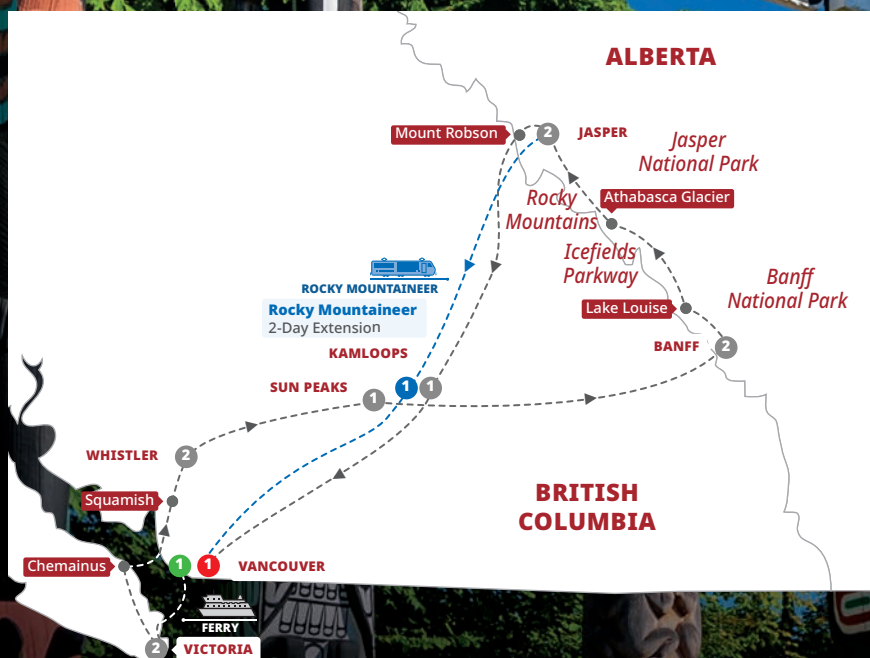 ALBERTA
Mount Robson
2
JASPER
Jasper
National Park
Rocky
Mountains
Athabasca Glacier
Icefields
Parkway
Banff
National Park
ROCKY MOUNTAINEER
Rocky Mountaineer
2-Day Extension
Lake Louise
BANFF
2
KAMLOOPS
1
1
SUN PEAKS
1
WHISTLER
2
Squamish
BRITISH
COLUMBIA
Chemainus
1
1
VANCOUVER
FERRY
2
VICTORIA